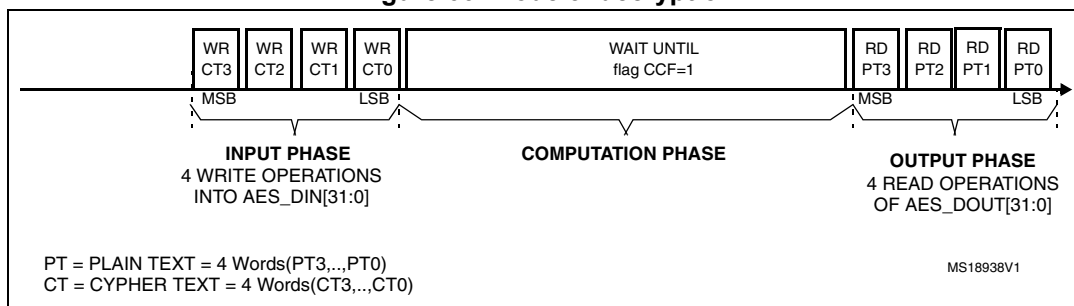 WR WR WR WR WAIT UNTIL RD RD RD RD
CT3 CT2 CT1 CT0 flag CCF=1 PT3 PT2 PT1 PT0
MSB LSB MSB LSB
INPUT PHASE COMPUTATION PHASE OUTPUT PHASE
4 WRITE OPERATIONS 4 READ OPERATIONS
INTO AES_DIN[31:0] OF AES_DOUT[31:0]
PT = PLAIN TEXT = 4 Words(PT3,..,PT0) MS18938V1
CT = CYPHER TEXT = 4 Words(CT3,..,CT0)